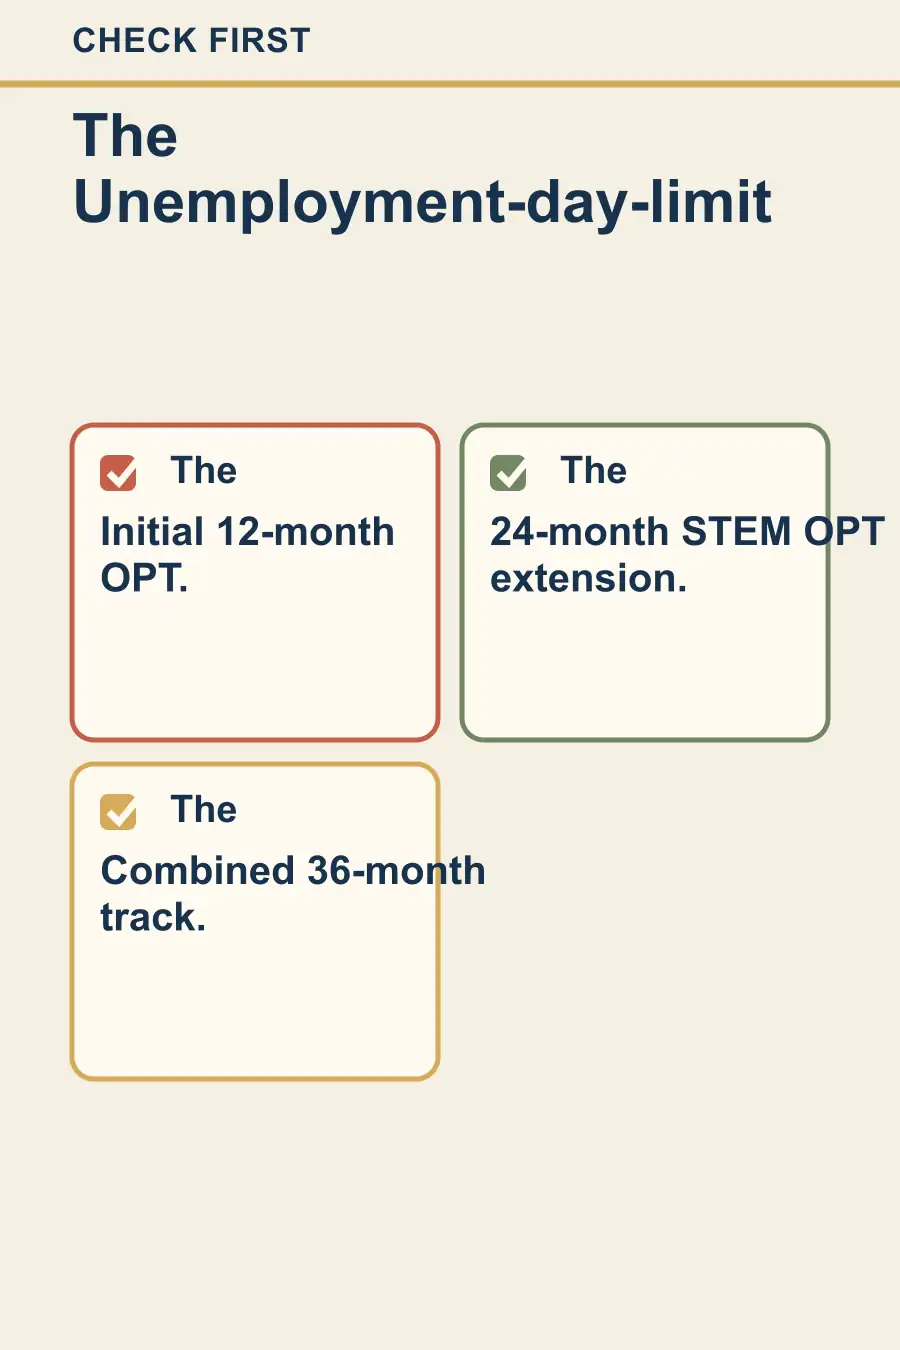 CHECK FIRST
The
Unemployment-day-limit
The
Initial 12-month
OPT.
The
24-month STEM OPT
extension.
The
Combined 36-month
track.